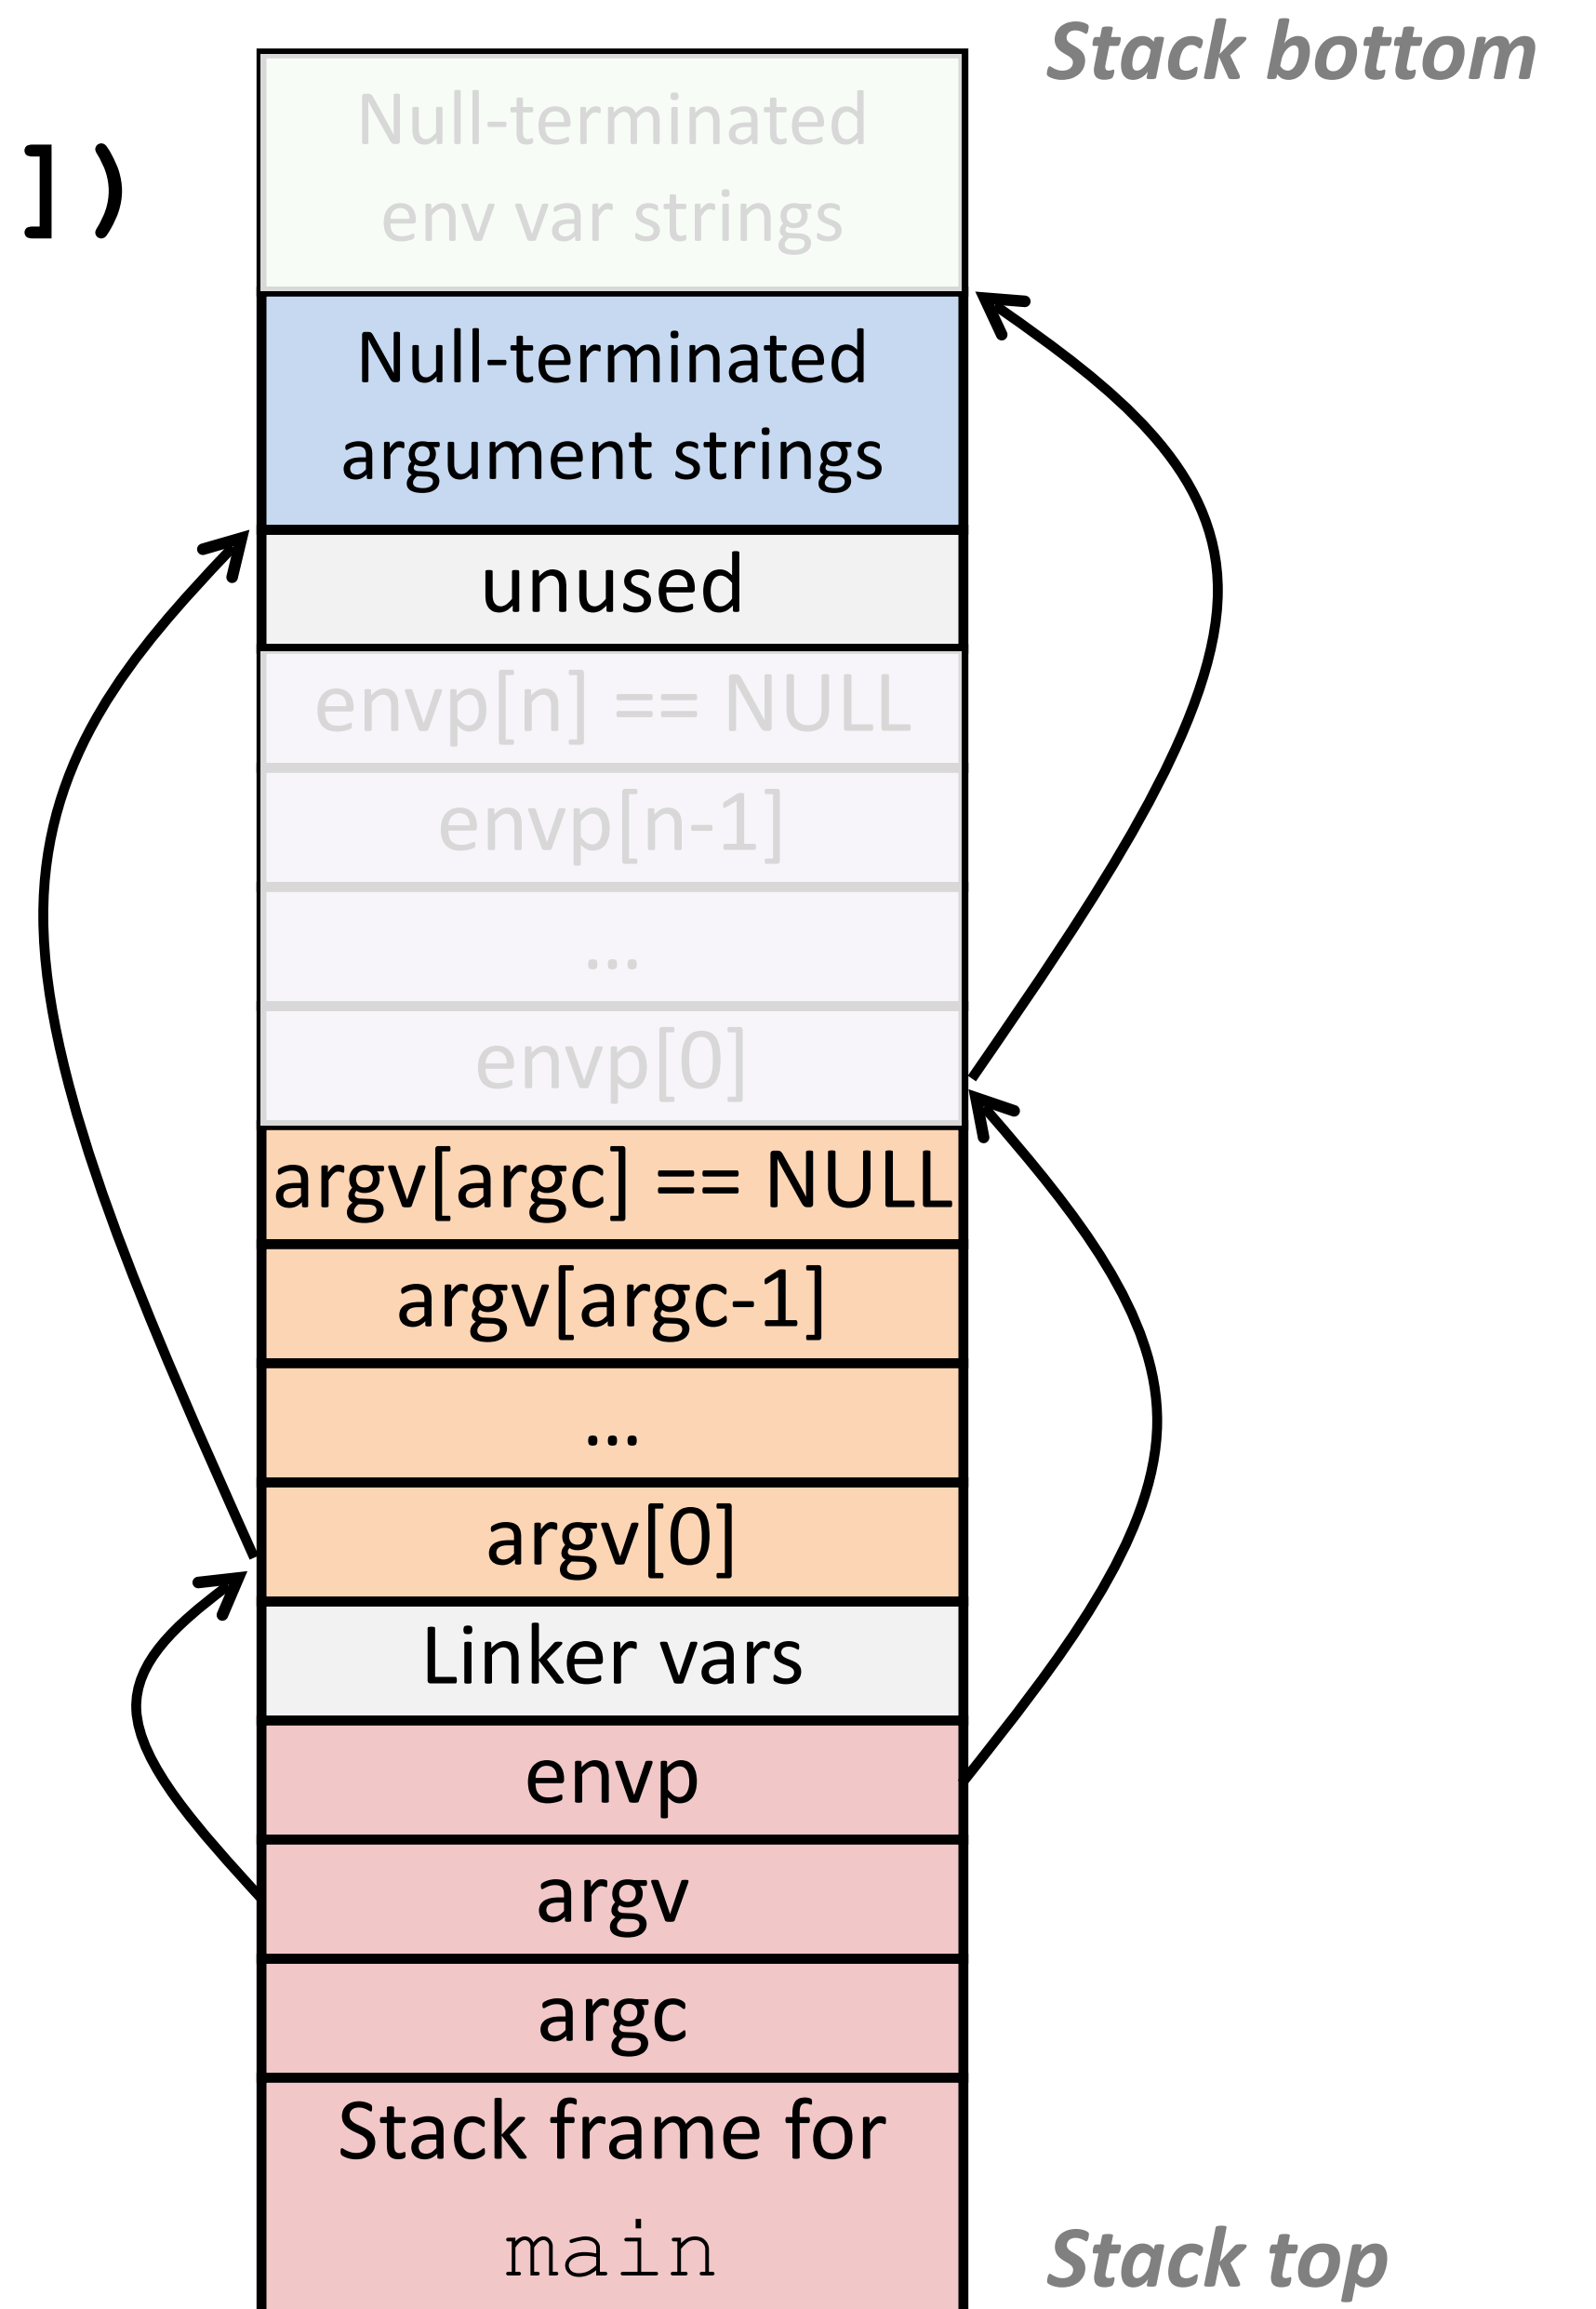 Stack bottom
Null-terminated
])
env var strings
Null-terminated
argument strings
unused
envp[n] == NULL
envp[n-1]
...
envp[0]
argv[argc] == NULL
argv[argc-1]
...
argv[0]
Linker vars
envp
argv
argc
Stack frame for
main
Stack top